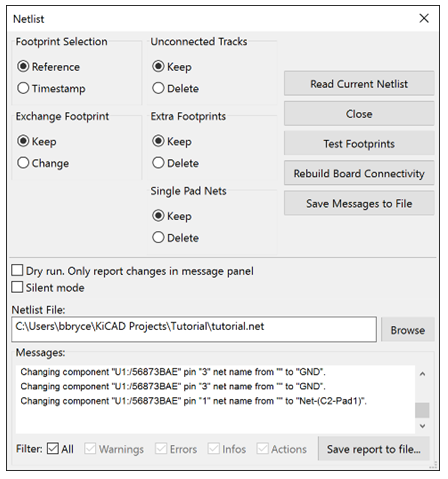 Netlist
Footprint Selection
Reference
Timestamp
Unconnected Tracks
Keep
Delete
Exchange Footprint
Keep
Change
Extra Footprints
Keep
Delete
Single Pad Nets
Keep
Delete
Read Current Netlist
Close
Test Footprints
Rebuild Board Connectivity
Save Messages to File
Dry run. Only report changes in message panel
Silent mode
Netlist File:
C:\Users\bbryce\KiCAD Projects\Tutorial\tutorial.net
Browse
Messages:
Changing component "U1:/56873BAE" pin "3" net name from "" to "GND".
Changing component "U1:/56873BAE" pin "3" net name from "" to "GND".
Changing component "U1:/56873BAE" pin "1" net name from "" to "Net-(C2-Pad1)".
Filter: All Warnings Errors Infos Actions Save report to file...